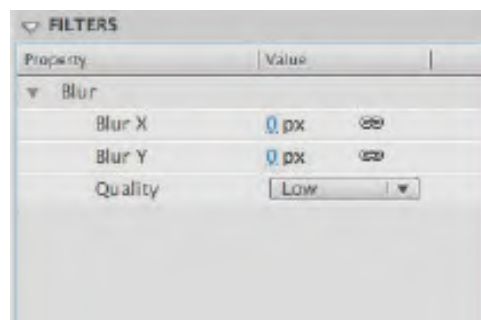 FILTERS
Property Value
Blur
Blur X 0 px
Blur Y 0 px
Quality Low